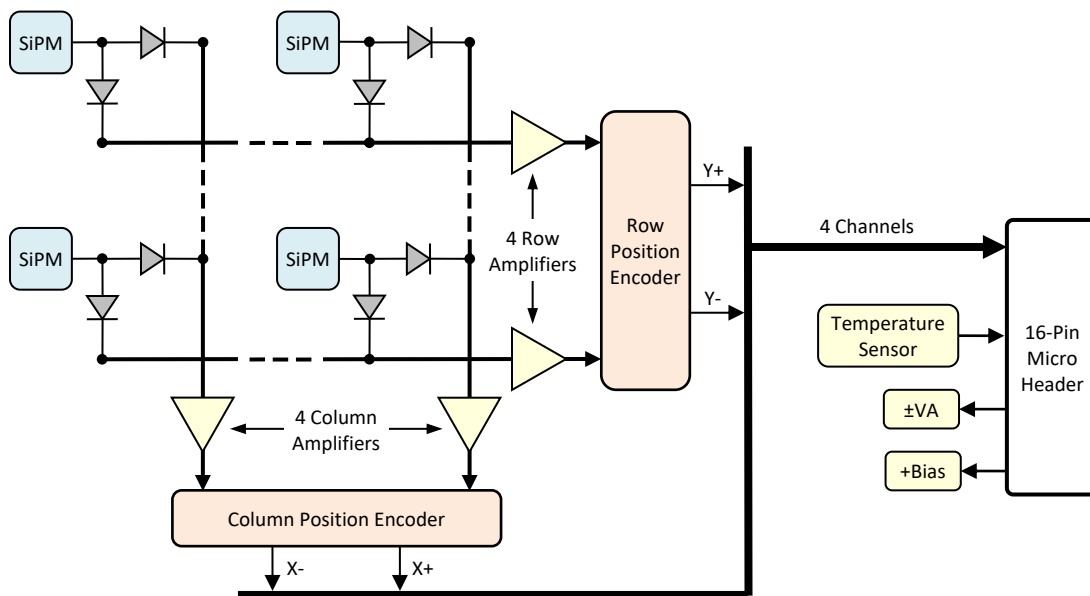 SiPM
SiPM
Y+
4 Channels
SiPM
SiPM
4 Row
Amplifiers
Row
Position
Encoder
Y-
Temperature
Sensor
16-Pin
Micro
Header
±VA
4 Column
Amplifiers
+Bias
Column Position Encoder
X-
X+